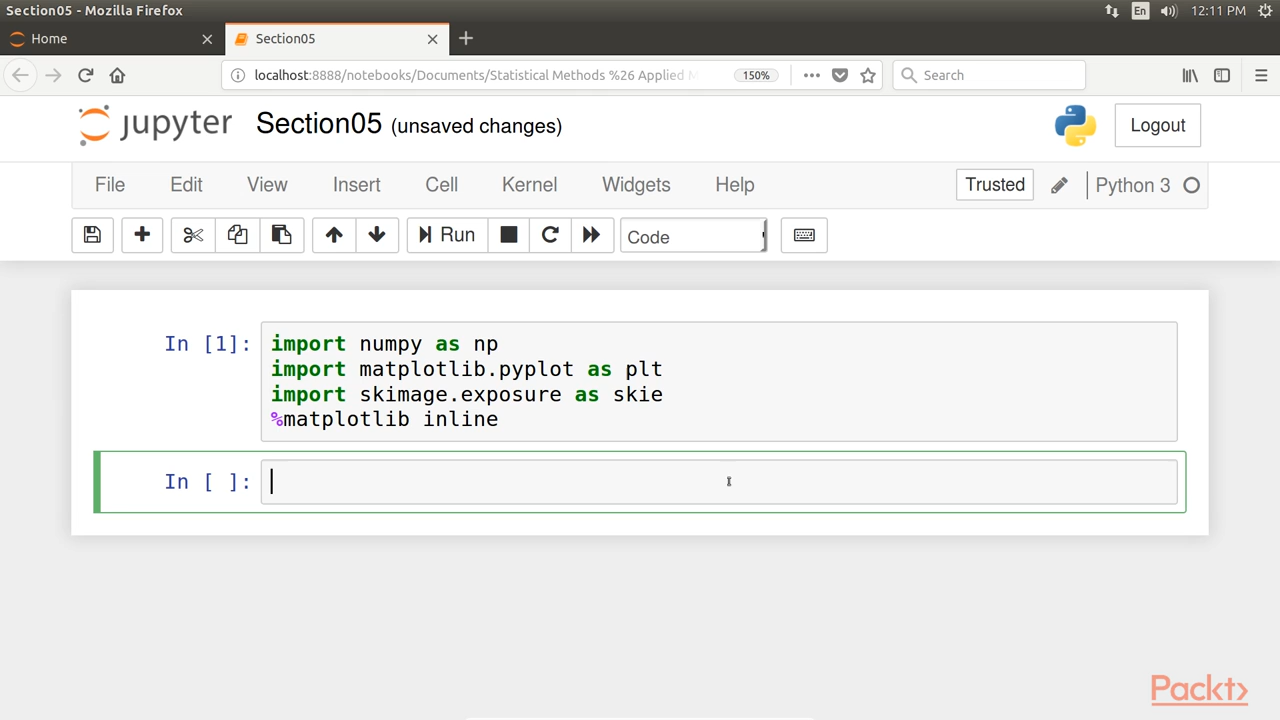 Section05 - Mozilla Firefox
En
12:11 PM
Home
Section05
localhost:8888/notebooks/Documents/Statistical Methods %26 Applied M
150%
Search
jupyter
Section05 (unsaved changes)
Logout
File
Edit
View
Insert
Cell
Kernel
Widgets
Help
Trusted
Python 3
Run
Code
In [1]:
import numpy as np
import matplotlib.pyplot as plt
import skimage.exposure as skie
%matplotlib inline
In [ ]:
Packt>